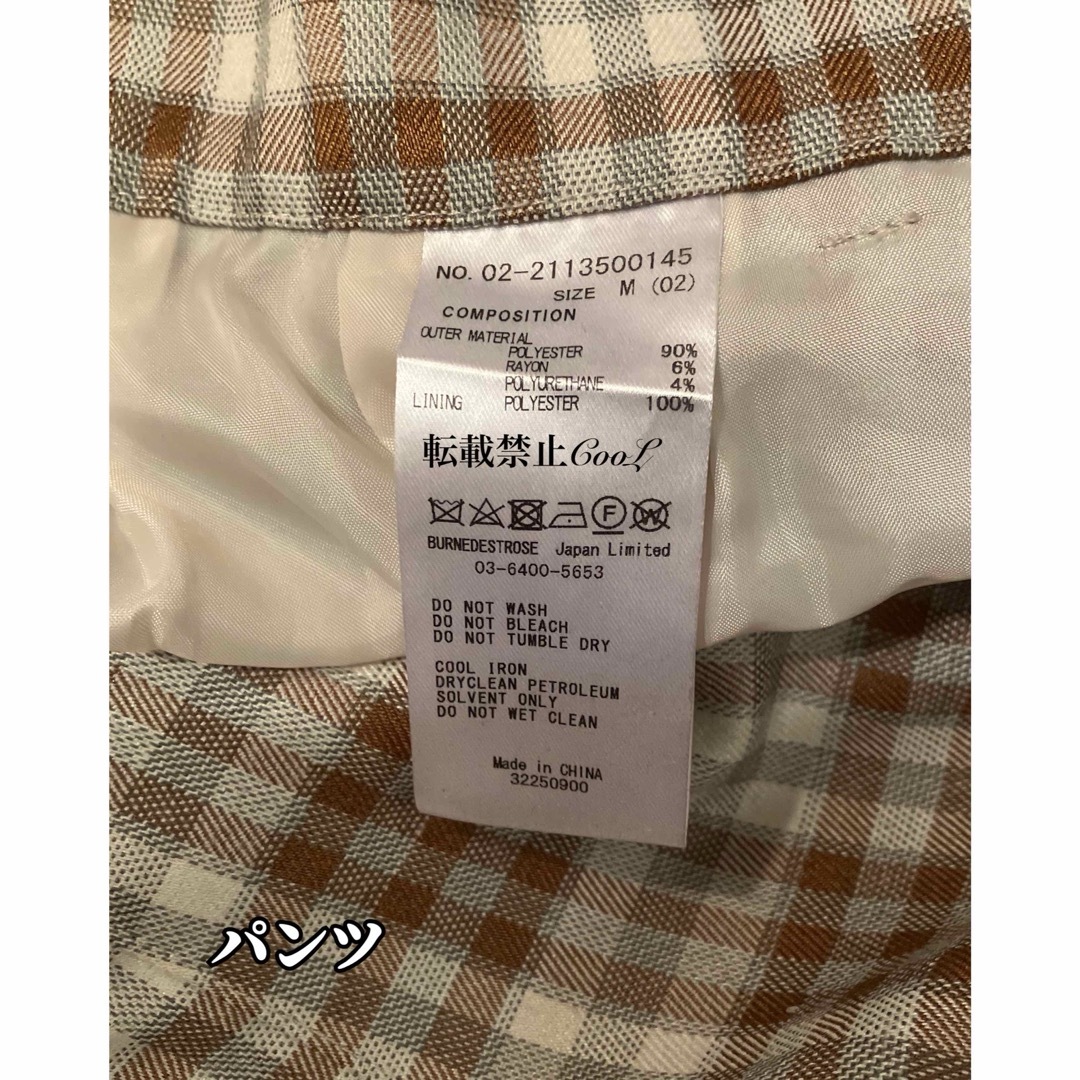 NO. 02-2113500145
SIZE M (02)
COMPOSITION
OUTER MATERIAL
POLYESTER 90%
RAYON 6%
POLYURETHANE 4%
LINING POLYESTER 100%
転載禁止CooL
F W
BURNEDESTROSE Japan Limited
03-6400-5653
DO NOT WASH
DO NOT BLEACH
DO NOT TUMBLE DRY
COOL IRON
DRYCLEAN PETROLEUM
SOLVENT ONLY
DO NOT WET CLEAN
Made in CHINA
32250900
パンツ